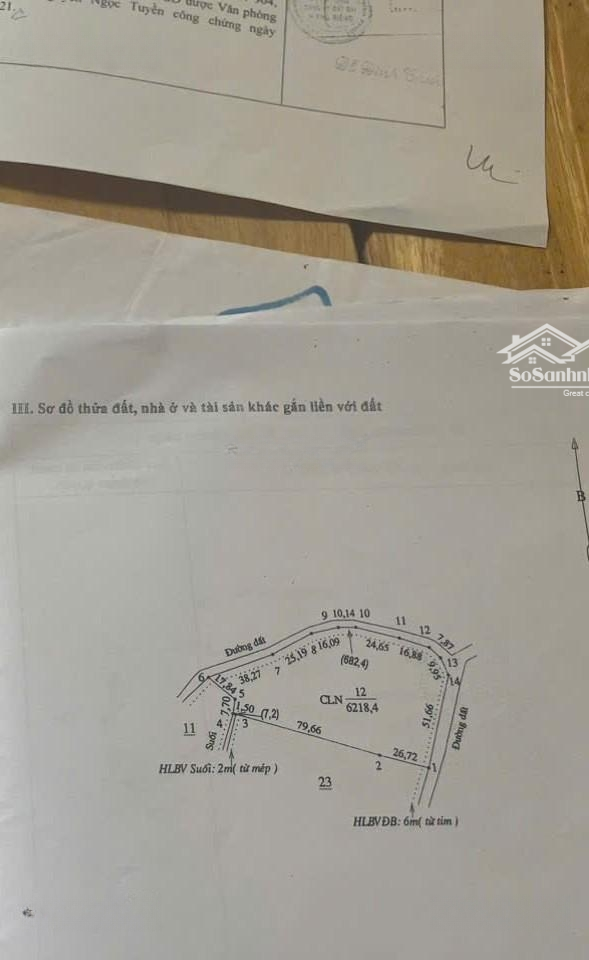 Ngọc Tuyền công chứng ngày
được Văn phòng
21.
SoSanhn
Great
III. Sơ đồ thửa đất, nhà ở và tài sản khác gắn liền với đất
B
9 10,14 10
11
12
7,87
Đường đất
25,19 8 16,09
24,65
16,88
9,95
13
(682,4)
14
6
38,27
7
17,84
5
CLN 12
6218,4
7,70
1,50
(7,2)
79,66
51,66
Đường đất
11
4
3
Suối
26,72
2
1
HLBV Suối: 2m( từ mép )
23
HLBVĐB: 6m( từ tim )